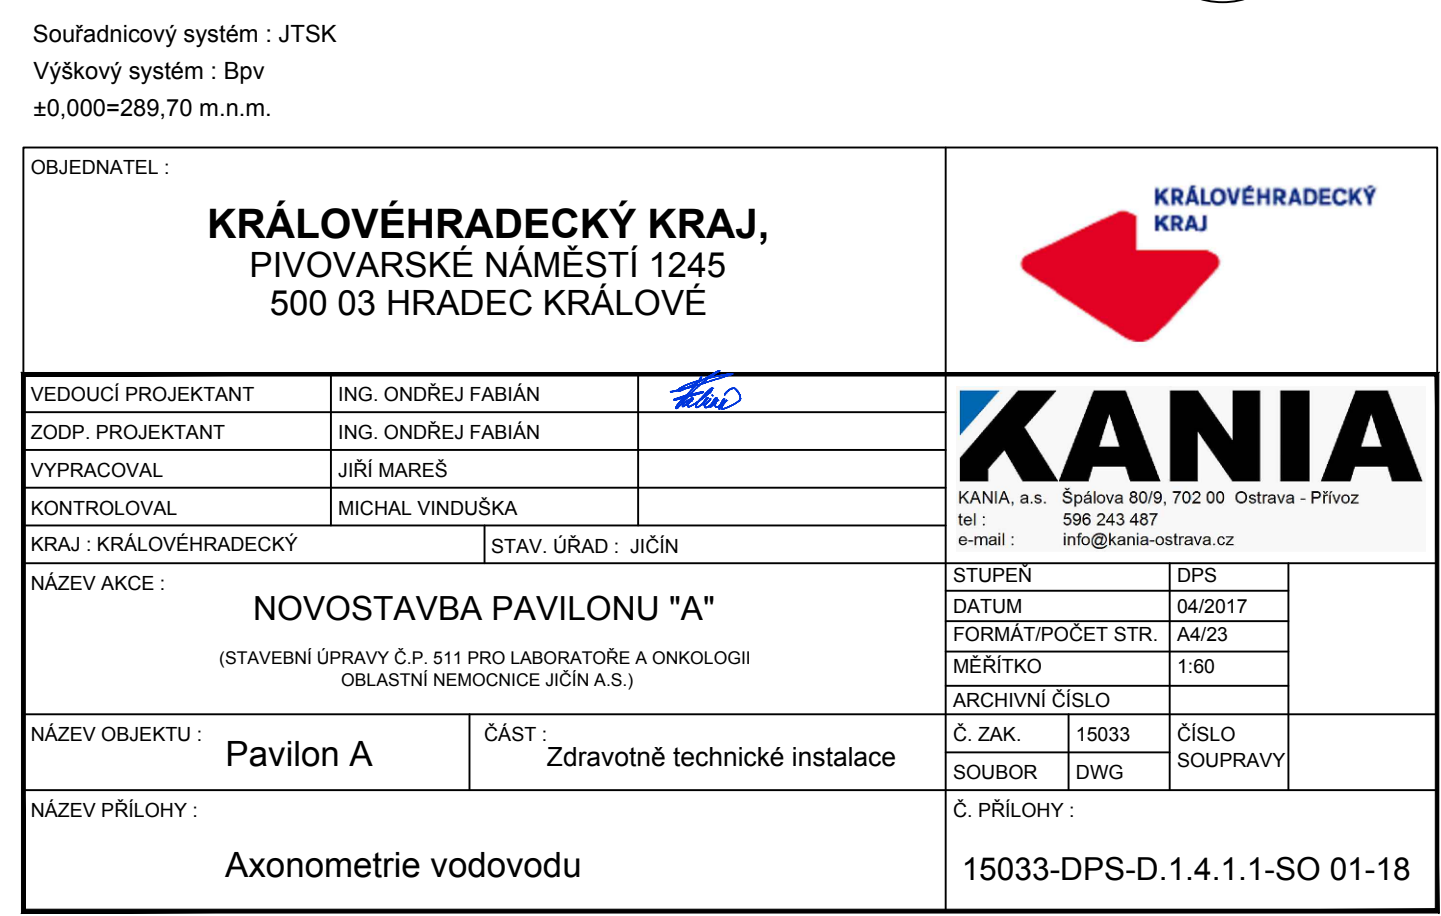 Souřadnicový systém : JTSK
Výškový systém : Bpv
±0,000=289,70 m.n.m.
OBJEDNATEL :
KRÁLOVÉHRADECKÝ KRAJ,
PIVOVARSKÉ NÁMĚSTÍ 1245
500 03 HRADEC KRÁLOVÉ
KRÁLOVÉHRADECKÝ
KRAJ
VEDOUCÍ PROJEKTANT ING. ONDŘEJ FABIÁN
ZODP. PROJEKTANT ING. ONDŘEJ FABIÁN
VYPRACOVAL JIŘÍ MAREŠ
KONTROLOVAL MICHAL VINDUŠKA
KRAJ : KRÁLOVÉHRADECKÝ STAV. ÚŘAD : JIČÍN
KANIA
KANIA, a.s. Špálova 80/9, 702 00 Ostrava - Přívoz
tel : 596 243 487
e-mail : info@kania-ostrava.cz
NÁZEV AKCE :
NOVOSTAVBA PAVILONU "A"
(STAVEBNÍ ÚPRAVY Č.P. 511 PRO LABORATOŘE A ONKOLOGII
OBLASTNÍ NEMOCNICE JIČÍN A.S.)
STUPEŇ DPS
DATUM 04/2017
FORMÁT/POČET STR. A4/23
MĚŘÍTKO 1:60
ARCHIVNÍ ČÍSLO
NÁZEV OBJEKTU :
Pavilon A
ČÁST :
Zdravotně technické instalace
Č. ZAK. 15033
SOUBOR DWG
ČÍSLO
SOUPRAVY
NÁZEV PŘÍLOHY :
Axonometrie vodovodu
Č. PŘÍLOHY :
15033-DPS-D.1.4.1.1-SO 01-18